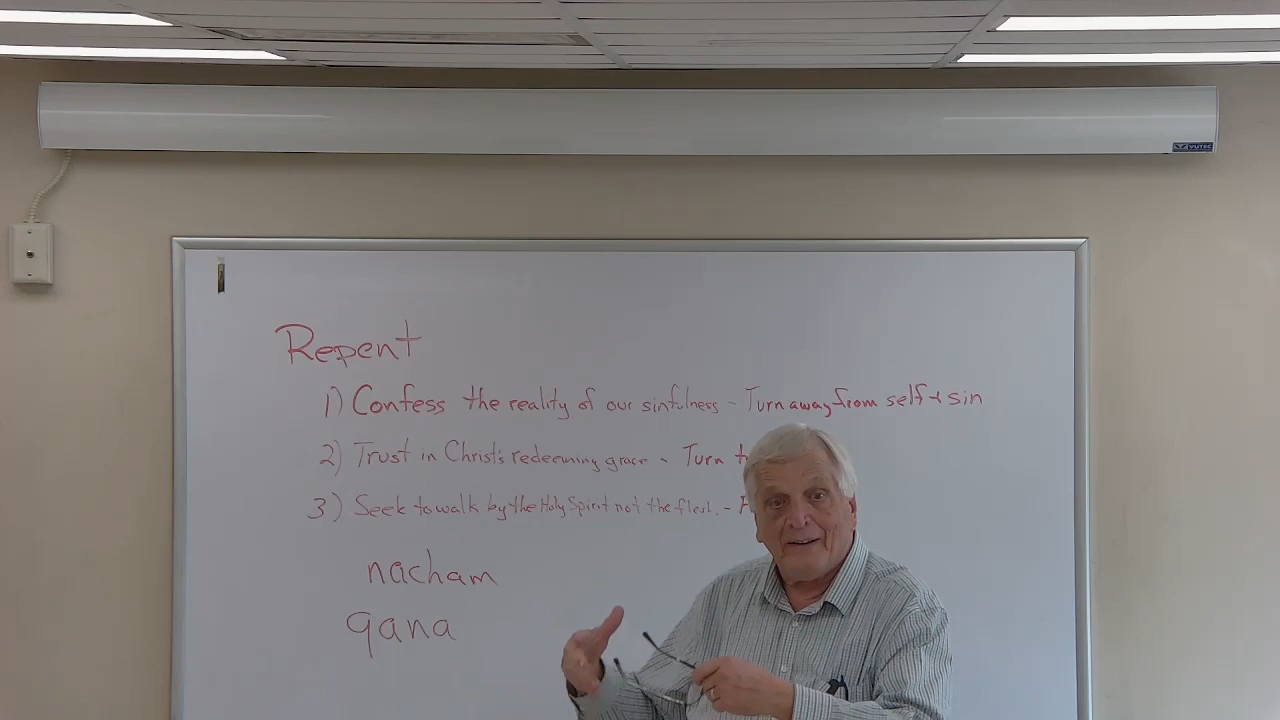 VUTEC
Repent
1) Confess the reality of our sinfulness - Turn away from self + sin
2) Trust in Christ's redeeming grace - Turn t
3) Seek to walk by the Holy Spirit not the flesh. -
nacham
qana